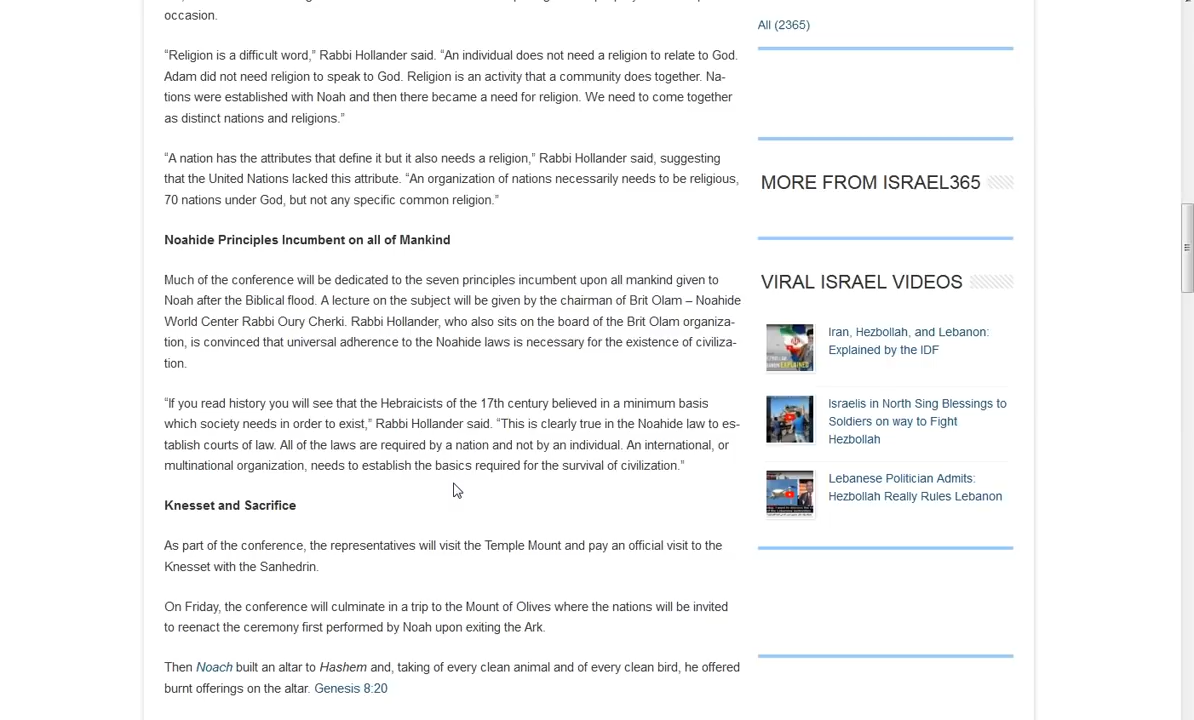 occasion.
“Religion is a difficult word,” Rabbi Hollander said. “An individual does not need a religion to relate to God.
Adam did not need religion to speak to God. Religion is an activity that a community does together. Na-
tions were established with Noah and then there became a need for religion. We need to come together
as distinct nations and religions.”
“A nation has the attributes that define it but it also needs a religion,” Rabbi Hollander said, suggesting
that the United Nations lacked this attribute. “An organization of nations necessarily needs to be religious,
70 nations under God, but not any specific common religion.”
Noahide Principles Incumbent on all of Mankind
Much of the conference will be dedicated to the seven principles incumbent upon all mankind given to
Noah after the Biblical flood. A lecture on the subject will be given by the chairman of Brit Olam – Noahide
World Center Rabbi Oury Cherki. Rabbi Hollander, who also sits on the board of the Brit Olam organiza-
tion, is convinced that universal adherence to the Noahide laws is necessary for the existence of civiliza-
tion.
“If you read history you will see that the Hebraicists of the 17th century believed in a minimum basis
which society needs in order to exist,” Rabbi Hollander said. “This is clearly true in the Noahide law to es-
tablish courts of law. All of the laws are required by a nation and not by an individual. An international, or
multinational organization, needs to establish the basics required for the survival of civilization.”
Knesset and Sacrifice
As part of the conference, the representatives will visit the Temple Mount and pay an official visit to the
Knesset with the Sanhedrin.
On Friday, the conference will culminate in a trip to the Mount of Olives where the nations will be invited
to reenact the ceremony first performed by Noah upon exiting the Ark.
Then Noach built an altar to Hashem and, taking of every clean animal and of every clean bird, he offered
burnt offerings on the altar. Genesis 8:20
All (2365)
MORE FROM ISRAEL365
VIRAL ISRAEL VIDEOS
Iran, Hezbollah, and Lebanon:
Explained by the IDF
Israelis in North Sing Blessings to
Soldiers on way to Fight
Hezbollah
Lebanese Politician Admits:
Hezbollah Really Rules Lebanon